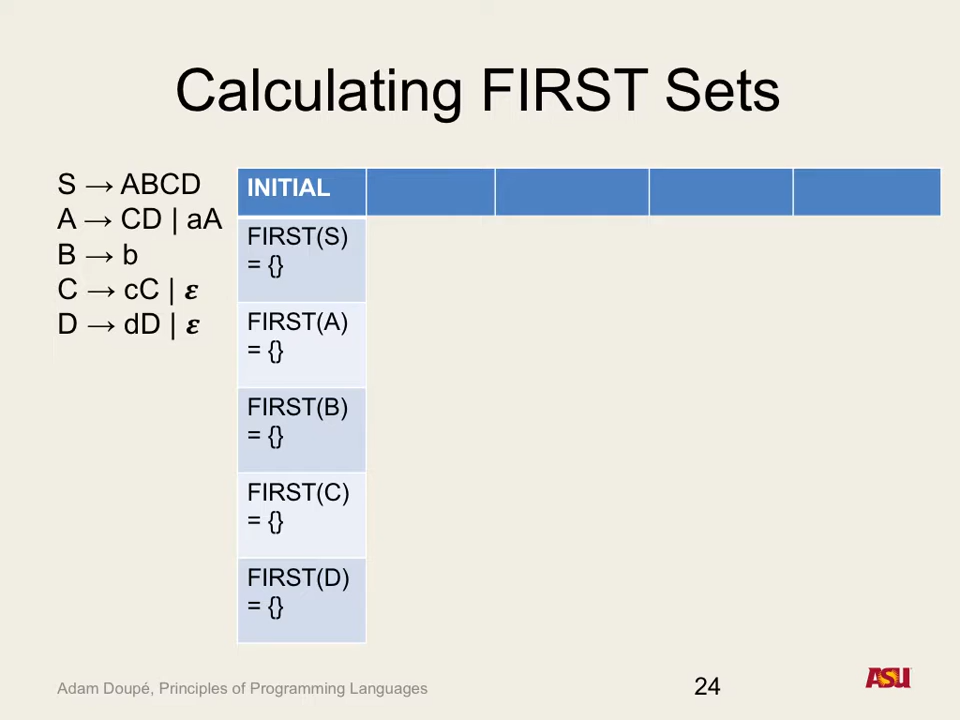 Calculating FIRST Sets
S → ABCD
A → CD | aA
B → b
C → cC | ε
D → dD | ε
INITIAL
FIRST(S)
= {}
FIRST(A)
= {}
FIRST(B)
= {}
FIRST(C)
= {}
FIRST(D)
= {}
Adam Doupé, Principles of Programming Languages
24
ASU